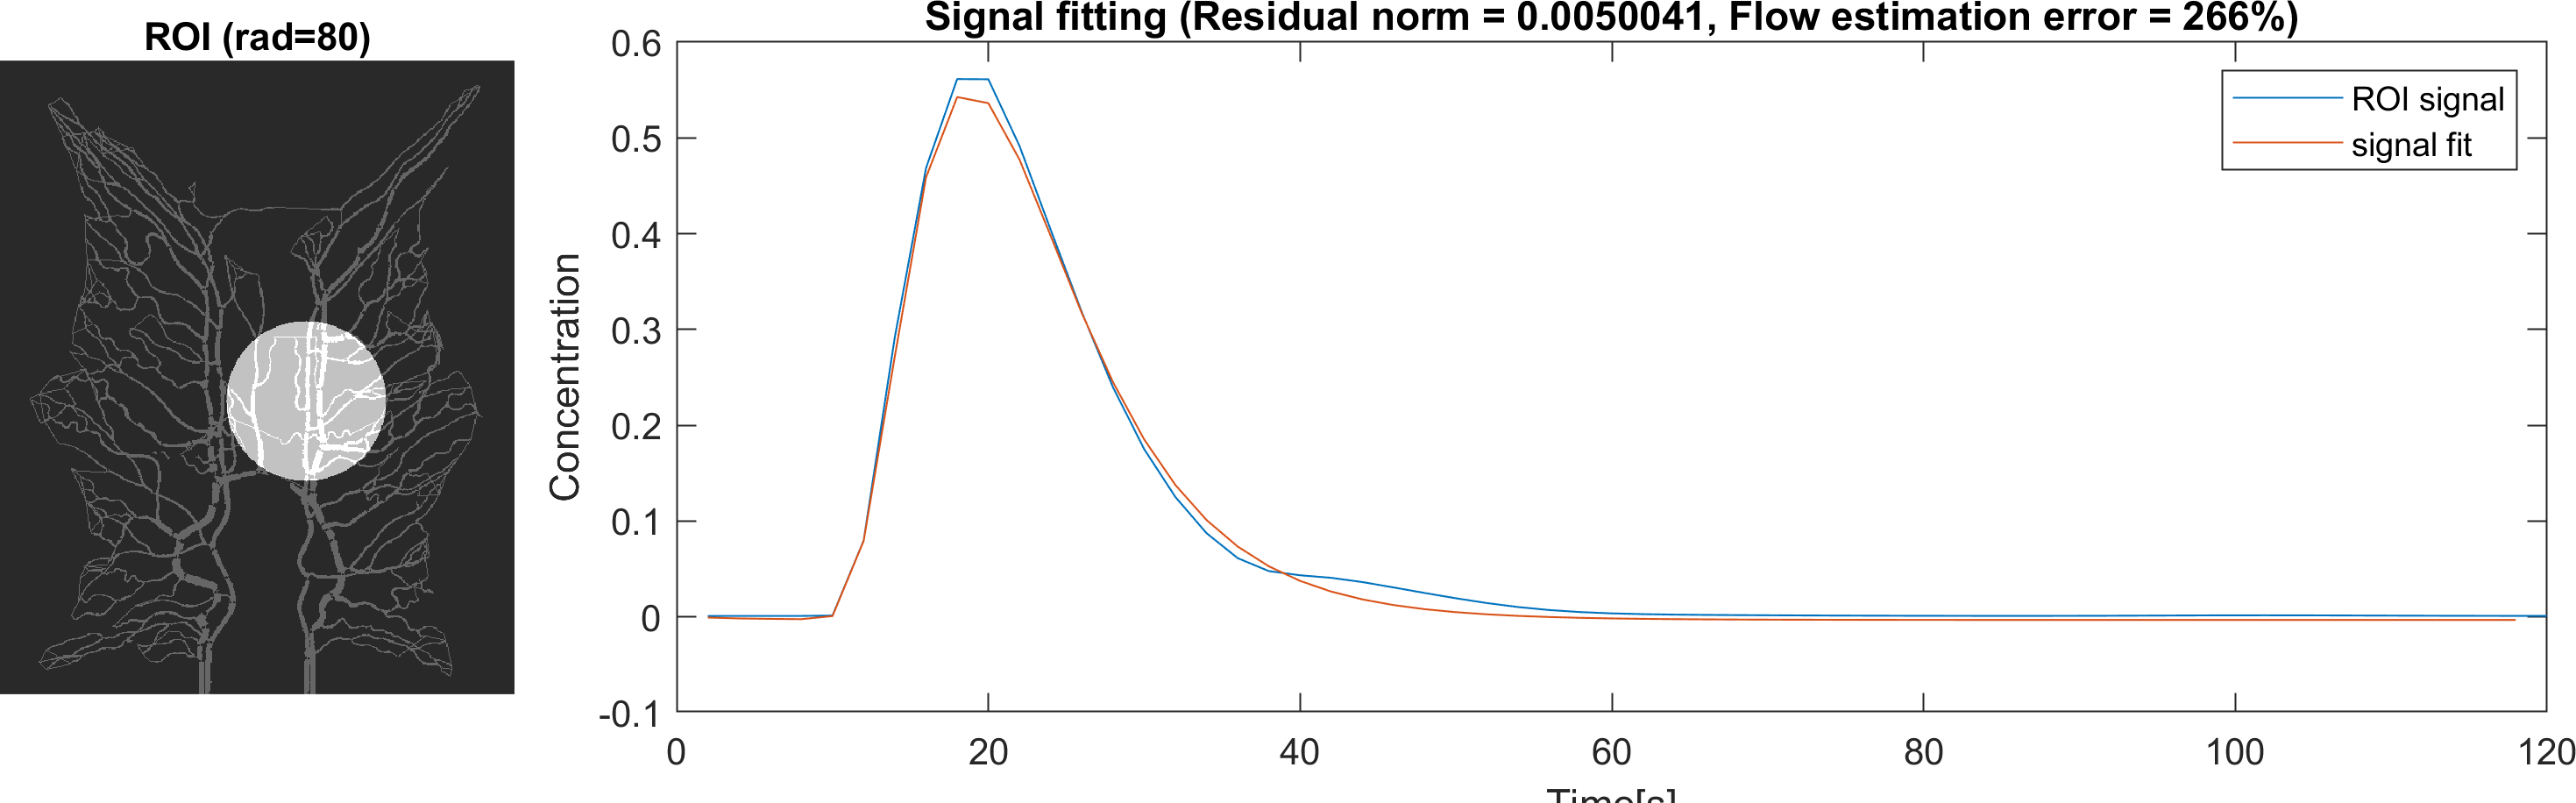 ROI (rad=80)
Signal fitting (Residual norm = 0.0050041, Flow estimation error = 266%)
0.6
0.5
0.4
0.3
0.2
0.1
0
-0.1
Concentration
ROI signal
signal fit
0 20 40 60 80 100 120
Time[s]